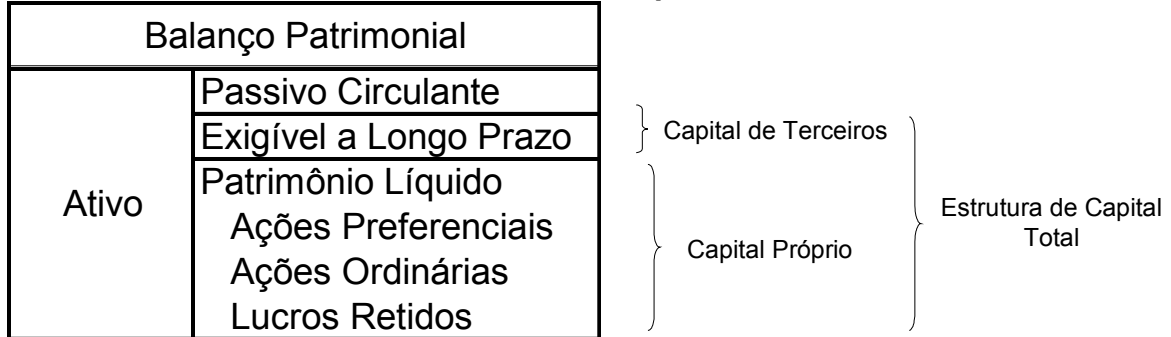 Balanço Patrimonial
Ativo
Passivo Circulante
Exigível a Longo Prazo
Patrimônio Líquido
Ações Preferenciais
Ações Ordinárias
Lucros Retidos
Capital de Terceiros
Capital Próprio
Estrutura de Capital
Total